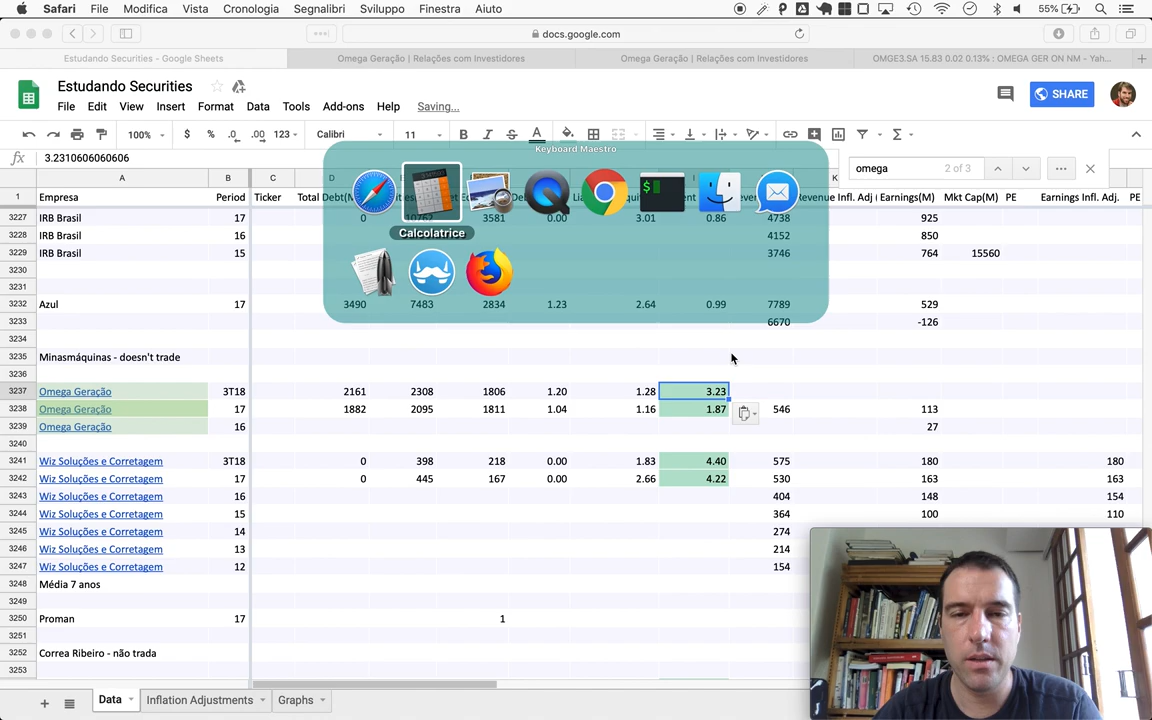 Safari File Modifica Vista Cronologia Segnalibri Sviluppo Finestra Aiuto 55%
docs.google.com
Estudando Securities - Google Sheets Omega Geração | Relações com Investidores Omega Geração | Relações com Investidores OMGE3.SA 15.83 0.02 0.13% : OMEGA GER ON NM - Yah...
Estudando Securities
File Edit View Insert Format Data Tools Add-ons Help Saving...
SHARE
100% $ % .0 .00 123 Calibri 11 B I S A
Keyboard Maestro
fx 3.2310606060606
omega 2 of 3
Calcolatrice
A B C D K
1 Empresa Period Ticker Total Debt( Revenue Infl. Adj Earnings(M) Mkt Cap(M) PE Earnings Infl. Adj. PE
3227 IRB Brasil 17 0 10762 3581 0.00 3.01 0.86 4738 925
3228 IRB Brasil 16 4152 850
3229 IRB Brasil 15 3746 764 15560
3230
3231
3232 Azul 17 3490 7483 2834 1.23 2.64 0.99 7789 529
3233 6670 -126
3234
3235 Minasmáquinas - doesn't trade
3236
3237 Omega Geração 3T18 2161 2308 1806 1.20 1.28 3.23
3238 Omega Geração 17 1882 2095 1811 1.04 1.16 1.87 546 113
3239 Omega Geração 16 27
3240
3241 Wiz Soluções e Corretagem 3T18 0 398 218 0.00 1.83 4.40 575 180 180
3242 Wiz Soluções e Corretagem 17 0 445 167 0.00 2.66 4.22 530 163 163
3243 Wiz Soluções e Corretagem 16 404 148 154
3244 Wiz Soluções e Corretagem 15 364 100 110
3245 Wiz Soluções e Corretagem 14 274
3246 Wiz Soluções e Corretagem 13 214
3247 Wiz Soluções e Corretagem 12 154
3248 Média 7 anos
3249
3250 Proman 17 1
3251
3252 Correa Ribeiro - não trada
3253
Data Inflation Adjustments Graphs